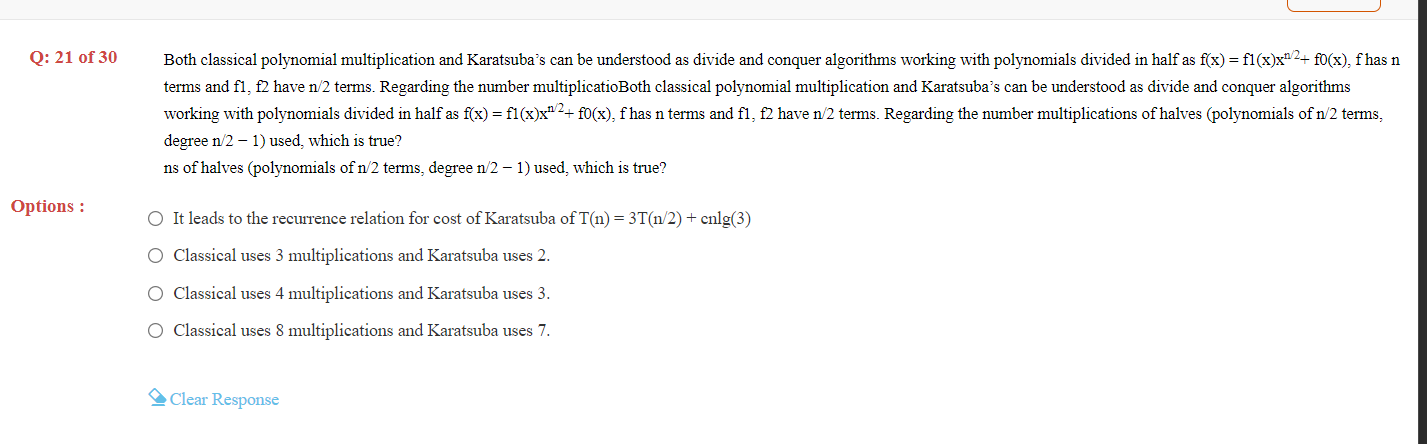 Q: 21 of 30
Both classical polynomial multiplication and Karatsuba’s can be understood as divide and conquer algorithms working with polynomials divided in half as f(x) = f1(x)xn/2+ f0(x), f has n
terms and f1, f2 have n/2 terms. Regarding the number multiplicatioBoth classical polynomial multiplication and Karatsuba’s can be understood as divide and conquer algorithms
working with polynomials divided in half as f(x) = f1(x)xn/2+ f0(x), f has n terms and f1, f2 have n/2 terms. Regarding the number multiplications of halves (polynomials of n/2 terms,
degree n/2 − 1) used, which is true?
ns of halves (polynomials of n/2 terms, degree n/2 − 1) used, which is true?
Options :
It leads to the recurrence relation for cost of Karatsuba of T(n) = 3T(n/2) + cnlg(3)
Classical uses 3 multiplications and Karatsuba uses 2.
Classical uses 4 multiplications and Karatsuba uses 3.
Classical uses 8 multiplications and Karatsuba uses 7.
Clear Response